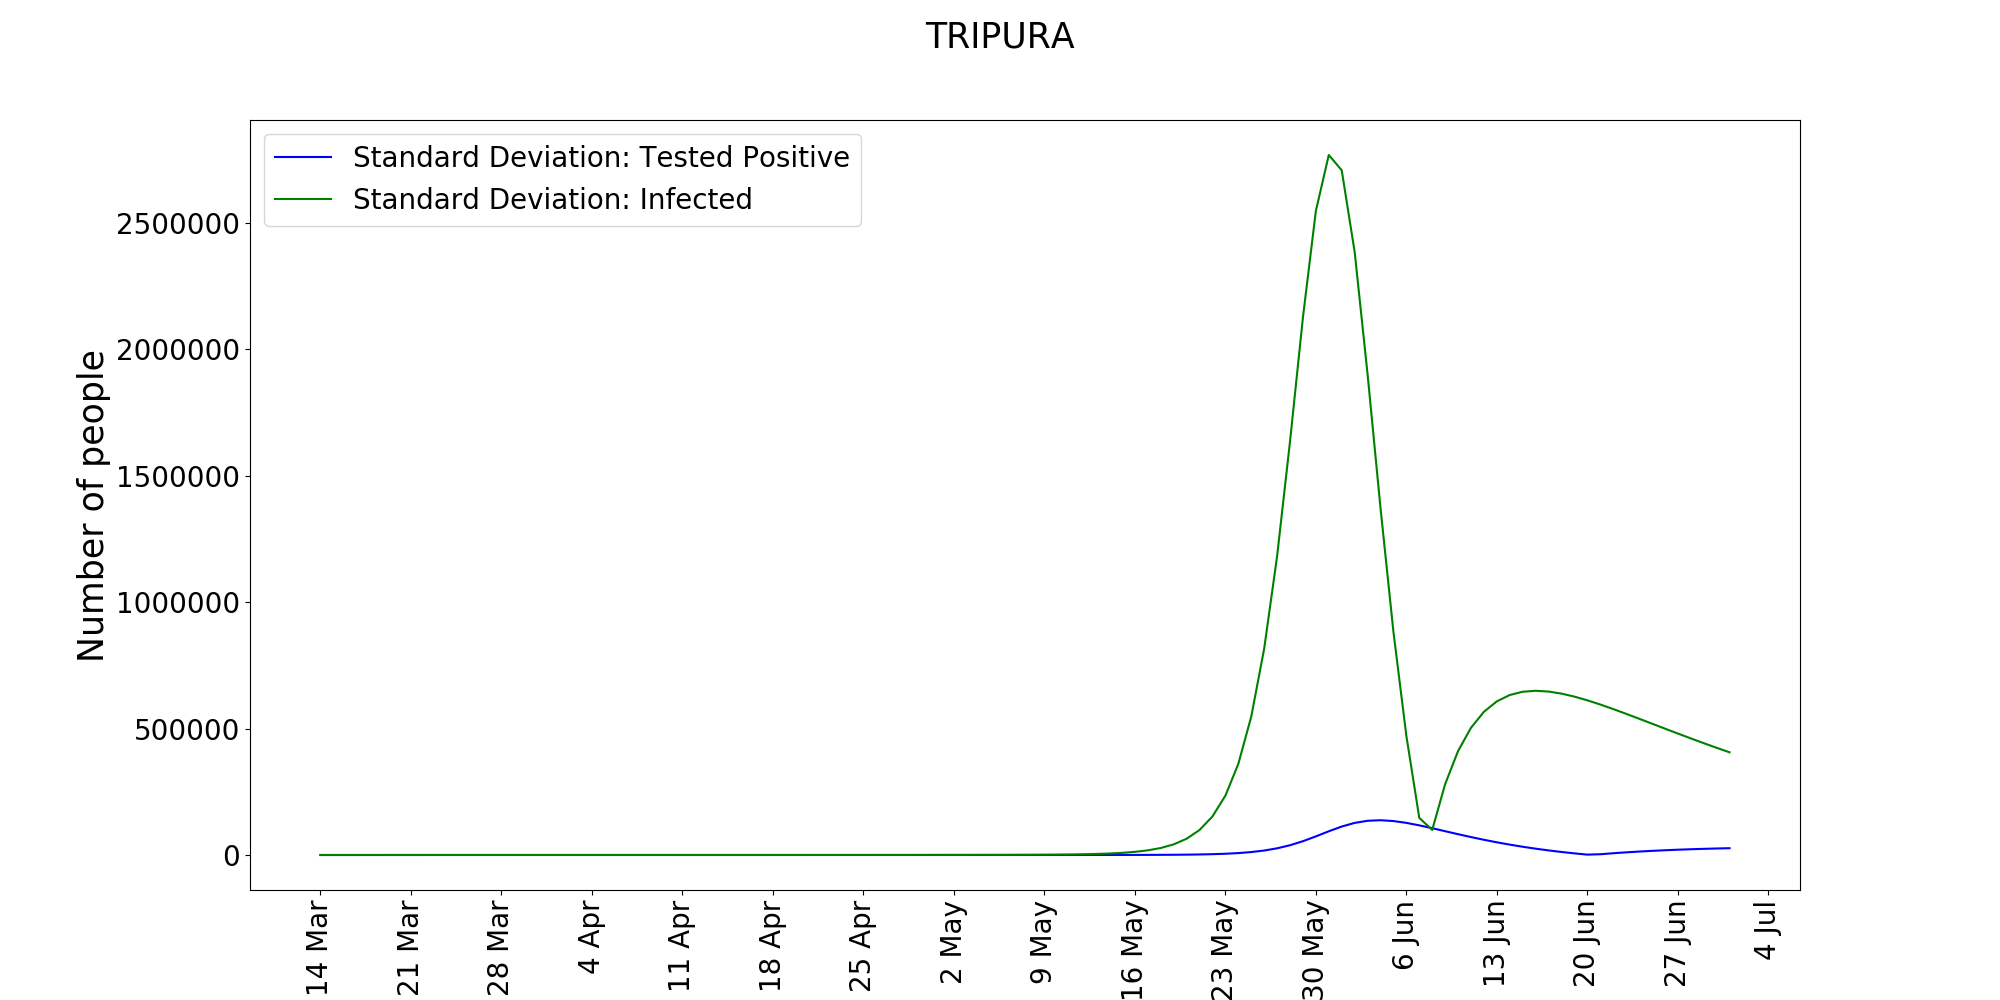 TRIPURA
Standard Deviation: Tested Positive
Standard Deviation: Infected
Number of people
2500000
2000000
1500000
1000000
500000
0
14 Mar
21 Mar
28 Mar
4 Apr
11 Apr
18 Apr
25 Apr
2 May
9 May
16 May
23 May
30 May
6 Jun
13 Jun
20 Jun
27 Jun
4 Jul